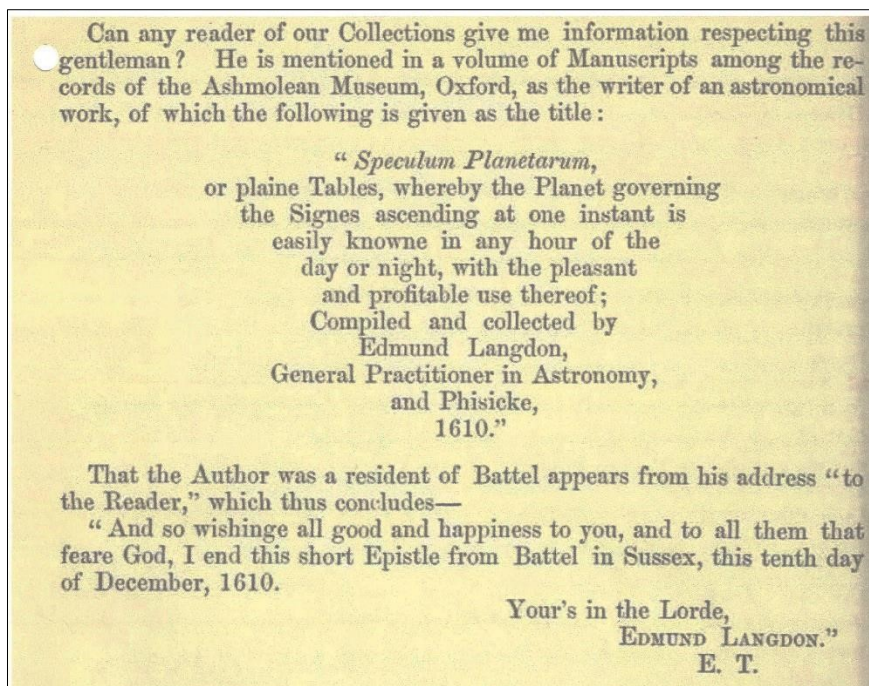 Can any reader of our Collections give me information respecting this
gentleman? He is mentioned in a volume of Manuscripts among the re-
cords of the Ashmolean Museum, Oxford, as the writer of an astronomical
work, of which the following is given as the title:
“ Speculum Planetarum,
or plaine Tables, whereby the Planet governing
the Signes ascending at one instant is
easily knowne in any hour of the
day or night, with the pleasant
and profitable use thereof;
Compiled and collected by
Edmund Langdon,
General Practitioner in Astronomy,
and Phisicke,
1610.”
That the Author was a resident of Battel appears from his address “to
the Reader,” which thus concludes—
“ And so wishinge all good and happiness to you, and to all them that
feare God, I end this short Epistle from Battel in Sussex, this tenth day
of December, 1610.
Your's in the Lorde,
EDMUND LANGDON.”
E. T.